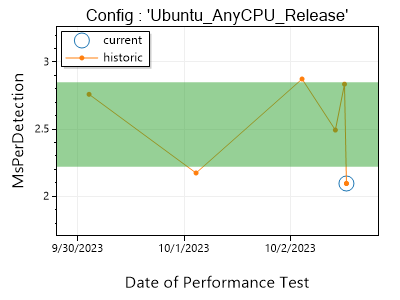 Config : 'Ubuntu_AnyCPU_Release'
current
historic
3
2.5
2
MsPerDetection
9/30/2023 10/1/2023 10/2/2023
Date of Performance Test